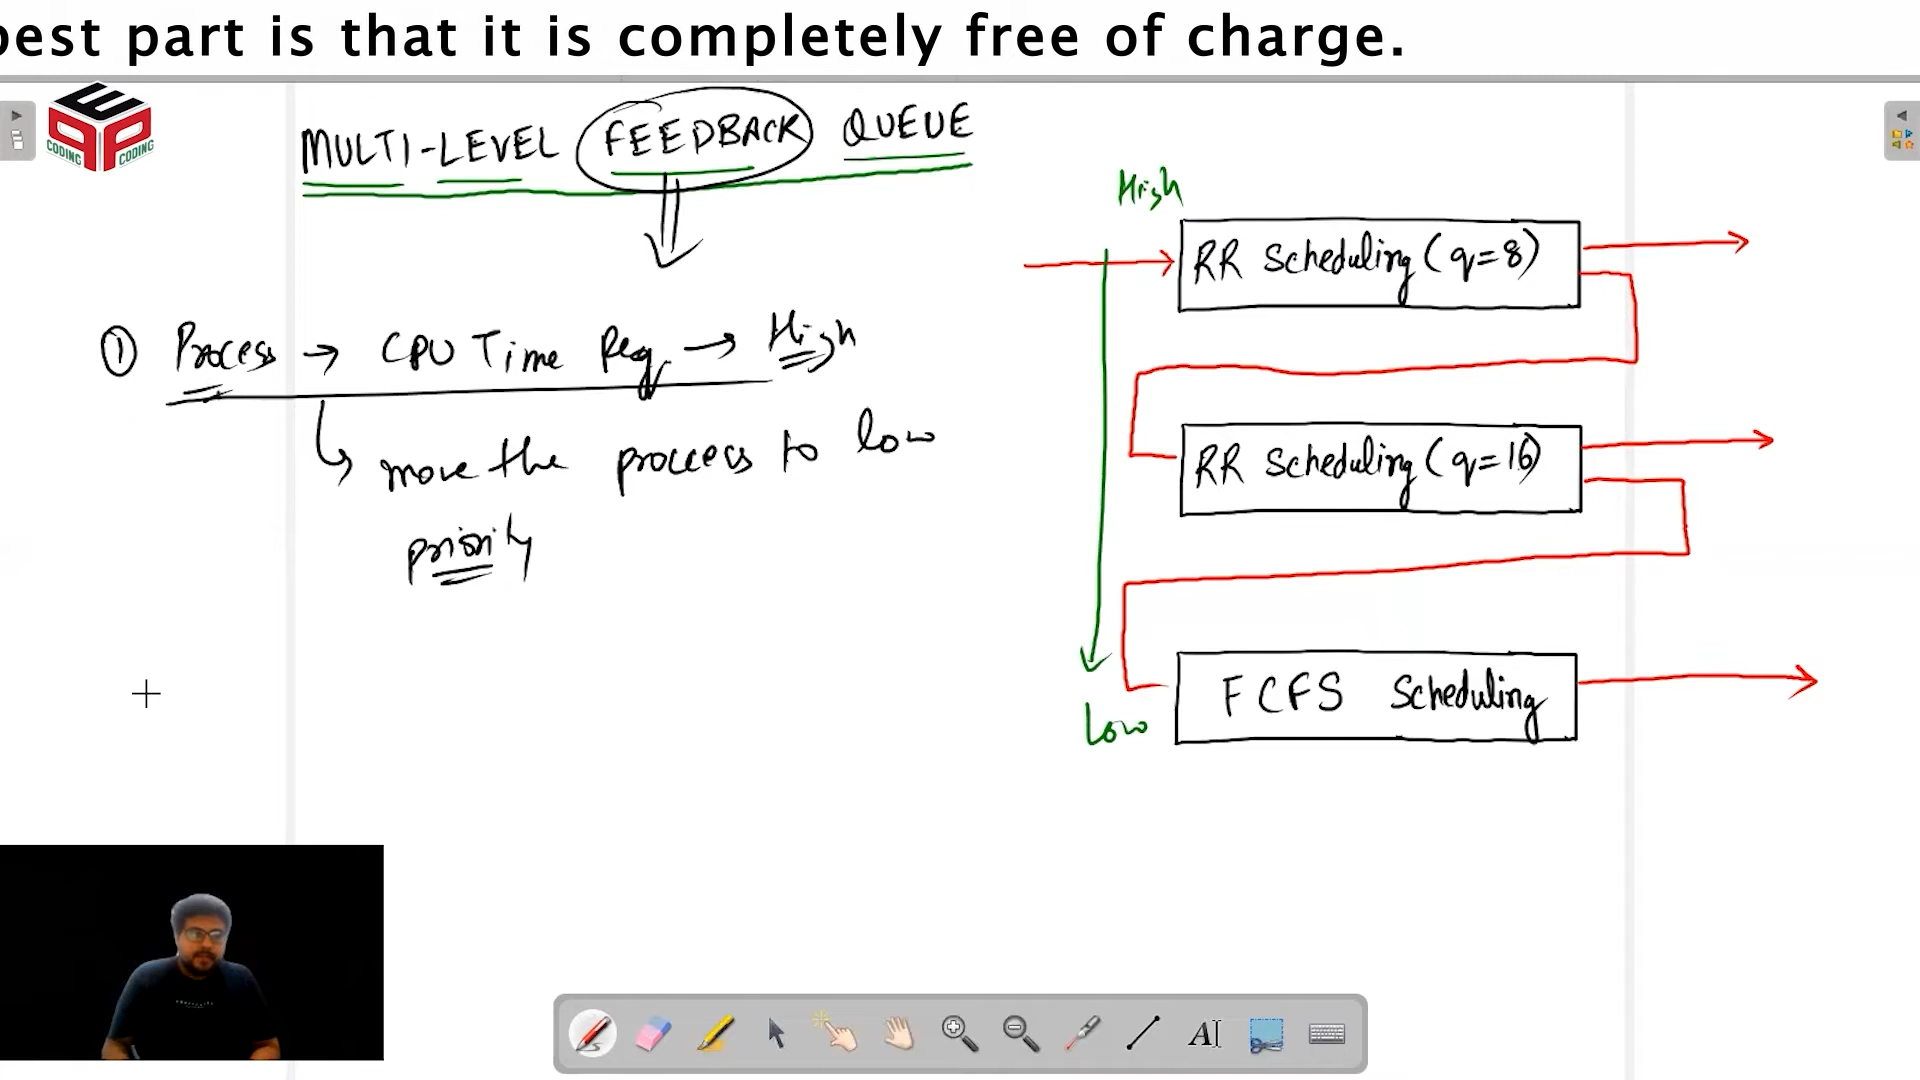 best part is that it is completely free of charge.
CODING CODING
MULTI-LEVEL FEEDBACK QUEUE
① Process → CPU Time Req → High
move the process to low
priority
High
RR Scheduling (q=8)
RR Scheduling (q=16)
FCFS Scheduling
Low